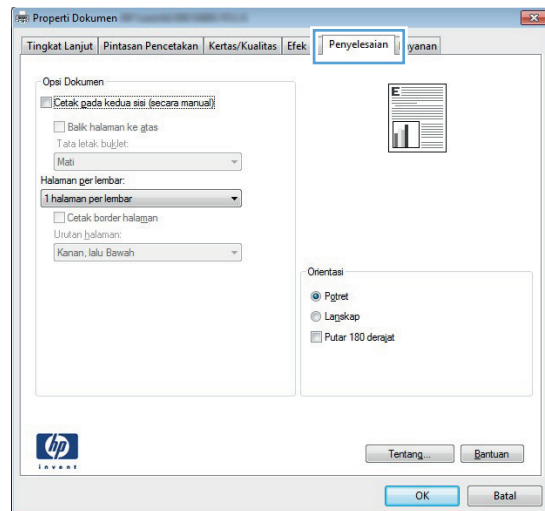 Properti Dokumen
Tingkat Lanjut Pintasan Pencetakan Kertas/Kualitas Efek Penyelesaian yanan
Opsi Dokumen
Cetak pada kedua sisi (secara manual)
Balik halaman ke atas
Tata letak buklet:
Mati
Halaman per lembar:
1 halaman per lembar
Cetak border halaman
Urutan halaman:
Kanan, lalu Bawah
E
Orientasi
Potret
Lanskap
Putar 180 derajat
hp
invent
Tentang... Bantuan
OK Batal